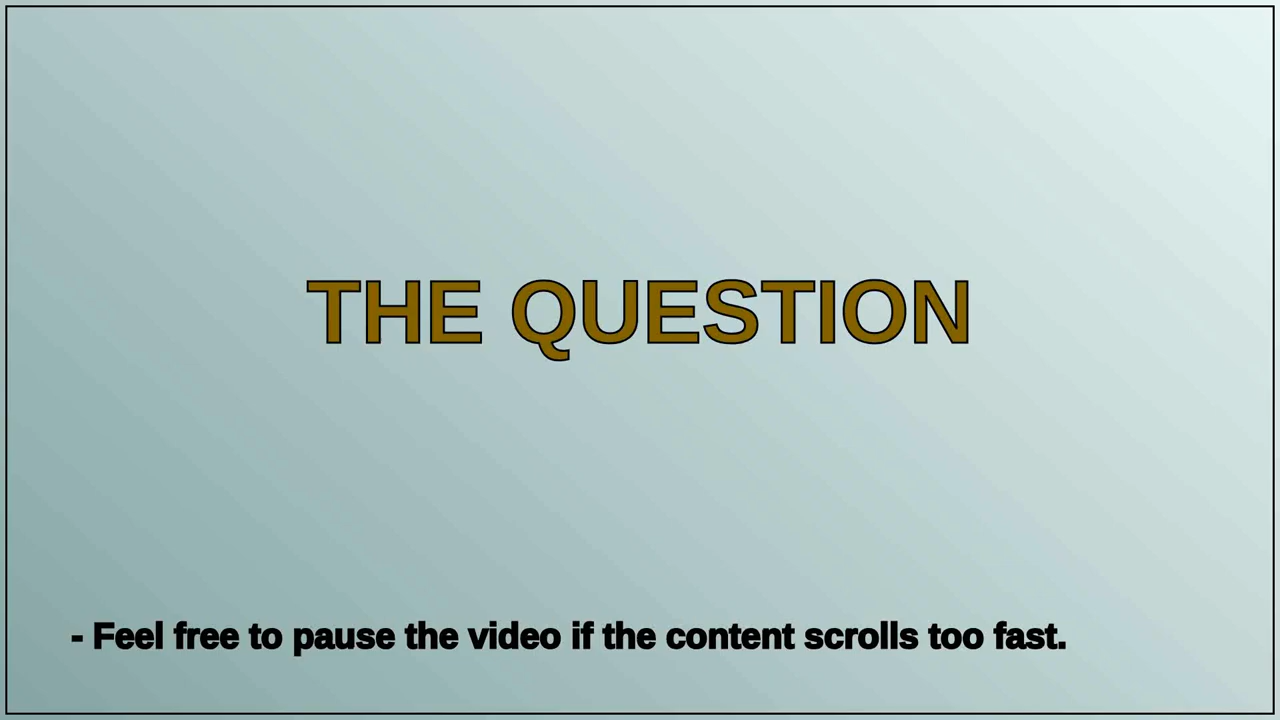 THE QUESTION
- Feel free to pause the video if the content scrolls too fast.